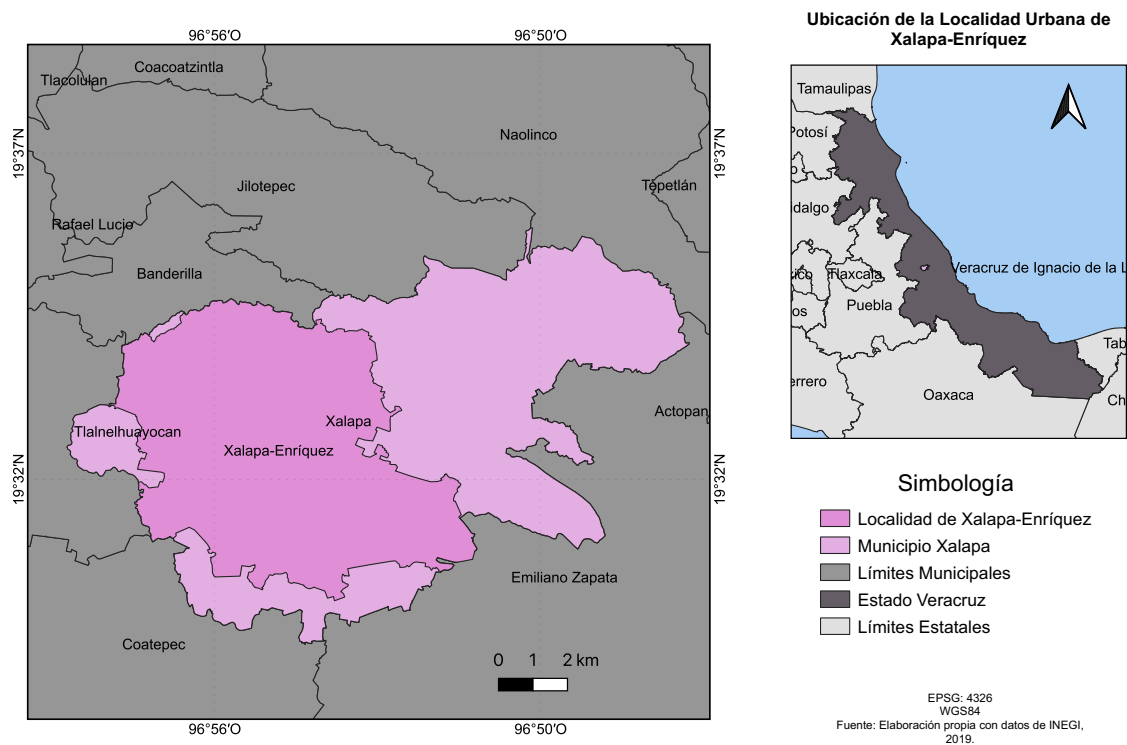 96°56′O
96°50′O
Coacoatzintla
Tlacolulan
Naolinco
19°37′N
19°37′N
Jilotepec
Tepetlán
Rafael Lucio
Banderilla
Actopan
Xalapa
Tlalnelhuayocan
Xalapa-Enríquez
19°32′N
19°32′N
Emiliano Zapata
Coatepec
0 1 2 km
96°56′O
96°50′O
Ubicación de la Localidad Urbana de
Xalapa-Enríquez
Tamaulipas
Potosí
o
idalgo
Veracruz de Ignacio de la L
ico
Tlaxcala
Puebla
os
Tab
errero
Oaxaca
Ch
Simbología
Localidad de Xalapa-Enríquez
Municipio Xalapa
Límites Municipales
Estado Veracruz
Límites Estatales
EPSG: 4326
WGS84
Fuente: Elaboración propia con datos de INEGI,
2019.